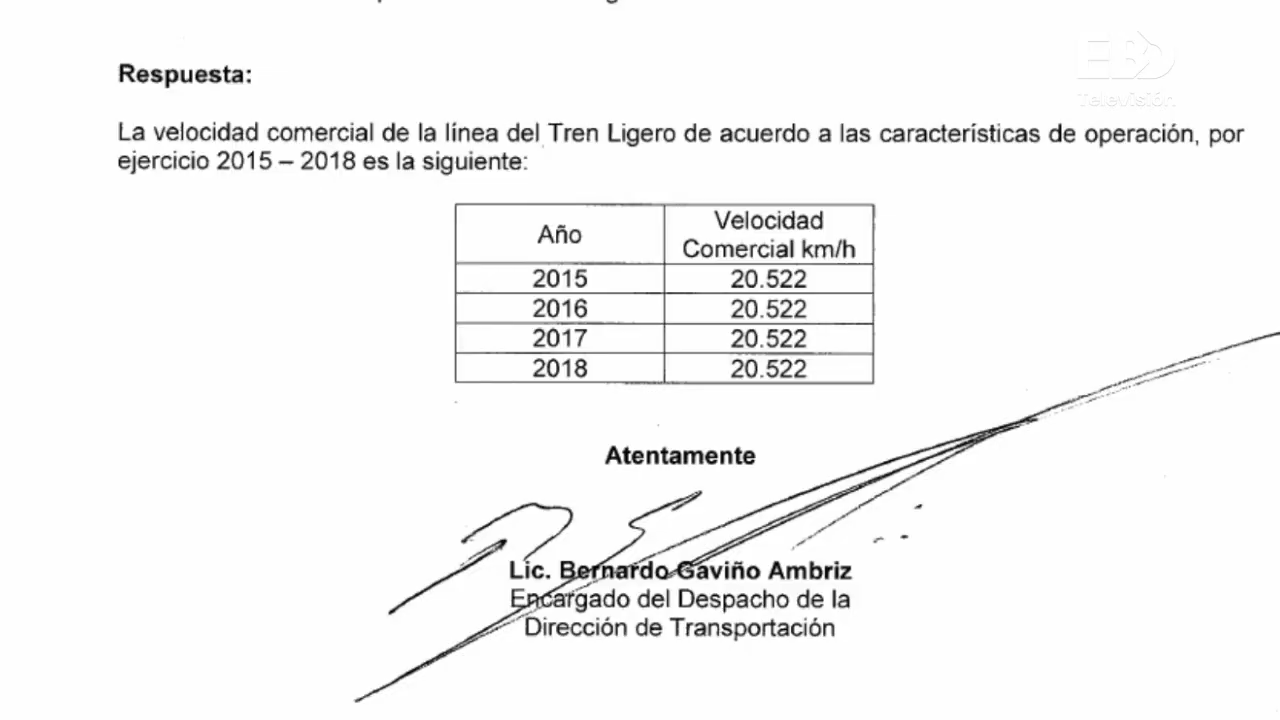 EBD
Televisión
Respuesta:
La velocidad comercial de la línea del Tren Ligero de acuerdo a las características de operación, por
ejercicio 2015 – 2018 es la siguiente:
Año Velocidad Comercial km/h
2015 20.522
2016 20.522
2017 20.522
2018 20.522
Atentamente
Lic. Bernardo Gaviño Ambriz
Encargado del Despacho de la
Dirección de Transportación